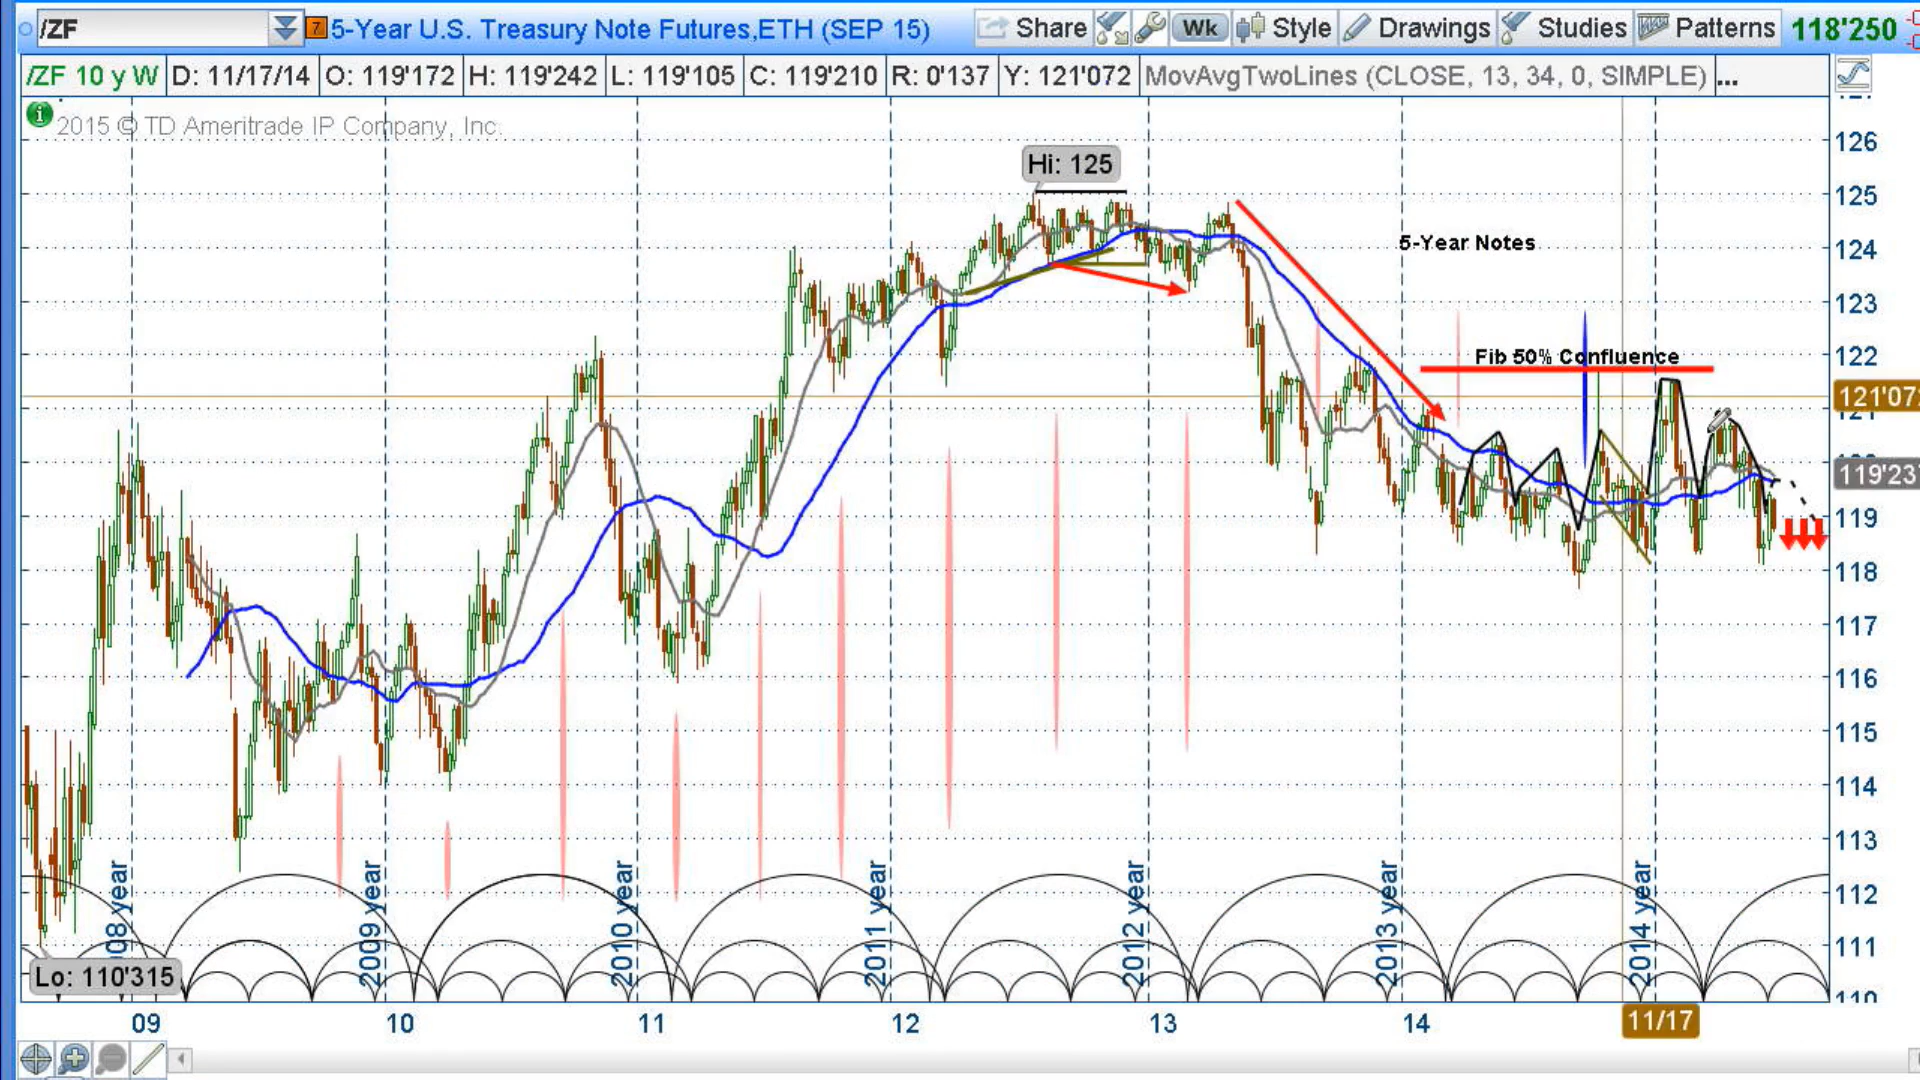 /ZF 7 5-Year U.S. Treasury Note Futures,ETH (SEP 15) Share Wk Style Drawings Studies Patterns 118'250
/ZF 10 y W D: 11/17/14 O: 119'172 H: 119'242 L: 119'105 C: 119'210 R: 0'137 Y: 121'072 MovAvgTwoLines (CLOSE, 13, 34, 0, SIMPLE) ...
2015 © TD Ameritrade IP Company, Inc.
126
Hi: 125
125
5-Year Notes
124
123
Fib 50% Confluence
122
121'07
119'23
119
118
117
116
115
114
113
2009 year
2010 year
2011 year
2012 year
2013 year
2014 year
112
111
Lo: 110'315
110
09 10 11 12 13 14 11/17